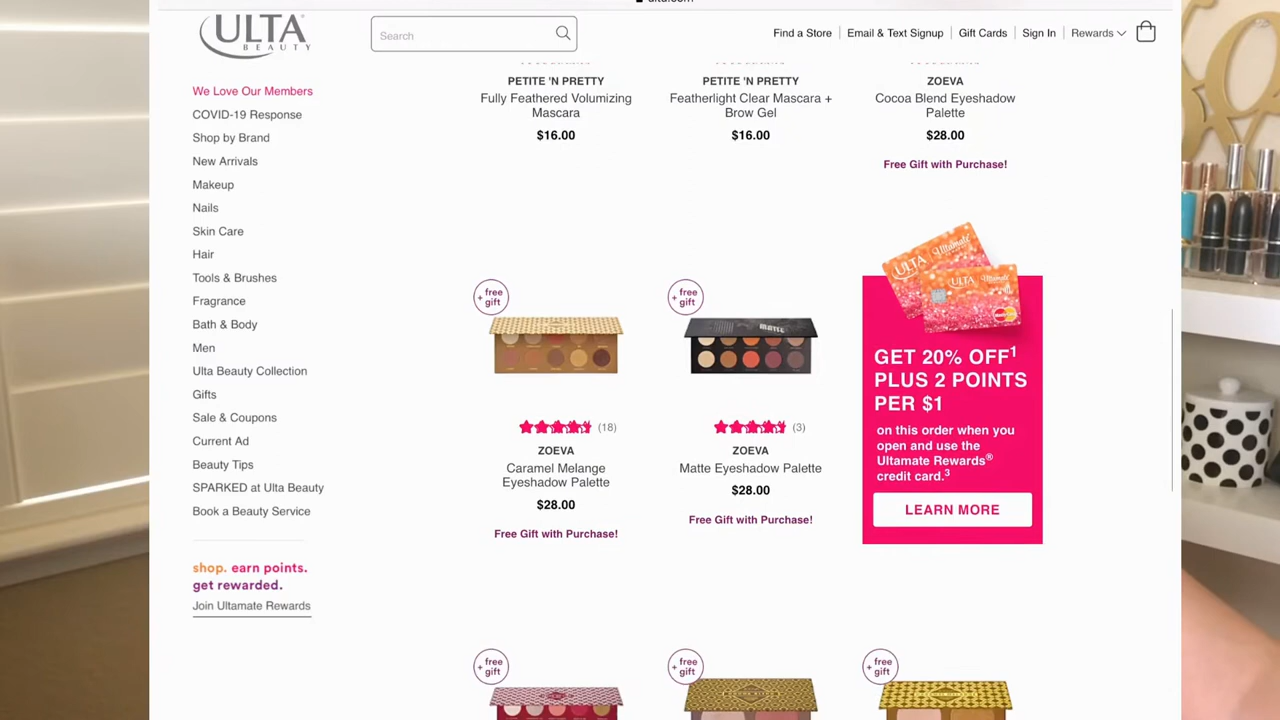 ulta.com
ULTA
BEAUTY
Search
Find a Store
Email & Text Signup
Gift Cards
Sign In
Rewards
We Love Our Members
COVID-19 Response
Shop by Brand
New Arrivals
Makeup
Nails
Skin Care
Hair
Tools & Brushes
Fragrance
Bath & Body
Men
Ulta Beauty Collection
Gifts
Sale & Coupons
Current Ad
Beauty Tips
SPARKED at Ulta Beauty
Book a Beauty Service
shop. earn points.
get rewarded.
Join Ultamate Rewards
PETITE 'N PRETTY
Fully Feathered Volumizing
Mascara
$16.00
PETITE 'N PRETTY
Featherlight Clear Mascara +
Brow Gel
$16.00
ZOEVA
Cocoa Blend Eyeshadow
Palette
$28.00
Free Gift with Purchase!
+ free
gift
(18)
ZOEVA
Caramel Melange
Eyeshadow Palette
$28.00
Free Gift with Purchase!
+ free
gift
MATTE
(3)
ZOEVA
Matte Eyeshadow Palette
$28.00
Free Gift with Purchase!
ULTA
Ultamate
ULTA
Ultamate
GET 20% OFF1
PLUS 2 POINTS
PER $1
on this order when you
open and use the
Ultamate Rewards®
credit card.3
LEARN MORE
+ free
gift
+ free
gift
+ free
gift